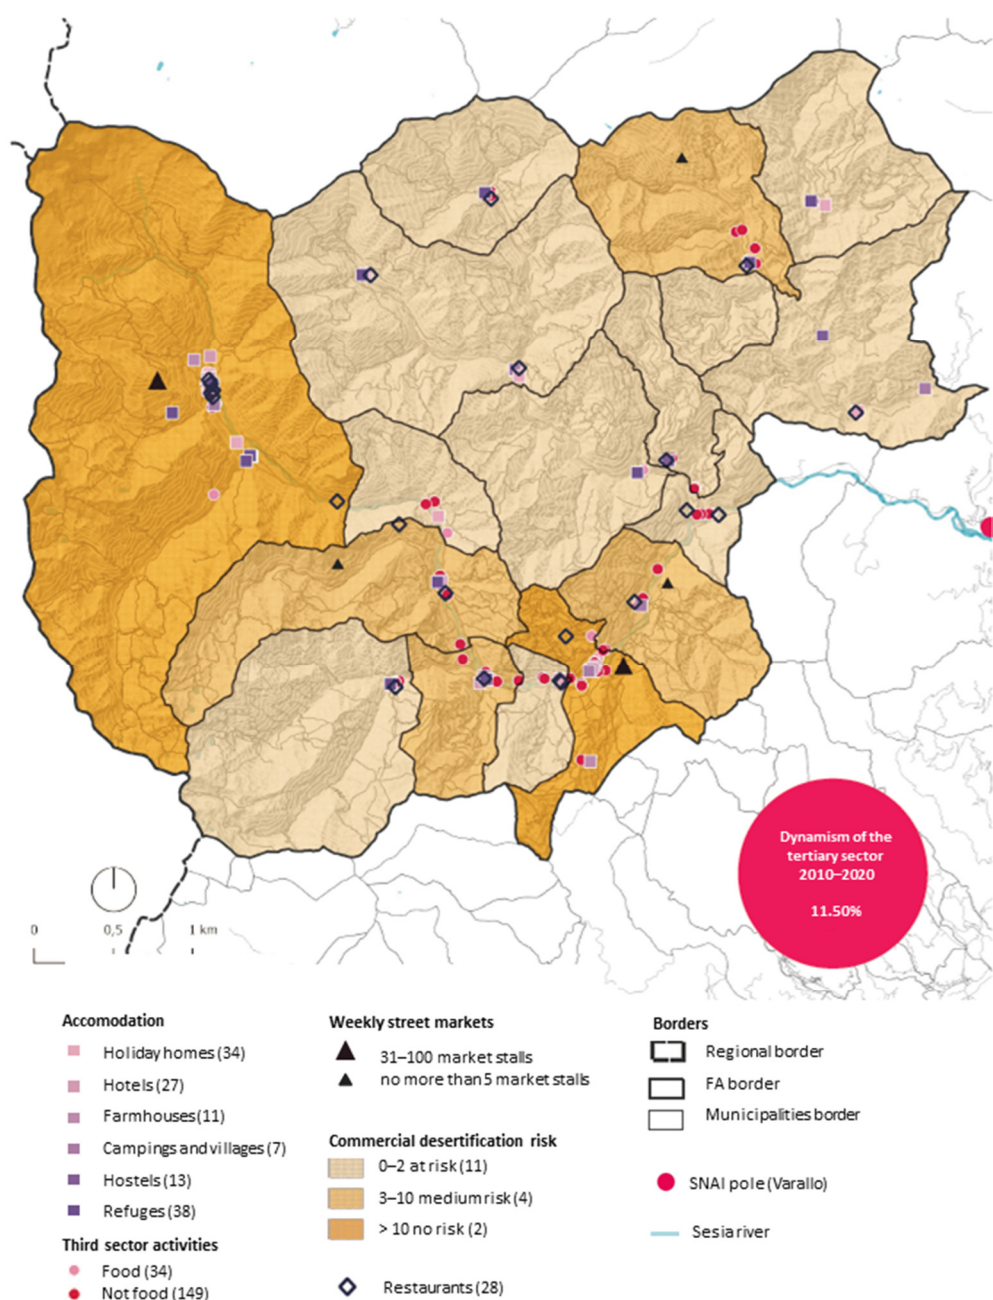 Dynamism of the
tertiary sector
2010–2020
11.50%
0
0,5
1 km
Accomodation
Holiday homes (34)
Hotels (27)
Farmhouses (11)
Campings and villages (7)
Hostels (13)
Refuges (38)
Third sector activities
Food (34)
Not food (149)
Weekly street markets
31–100 market stalls
no more than 5 market stalls
Commercial desertification risk
0–2 at risk (11)
3–10 medium risk (4)
> 10 no risk (2)
Restaurants (28)
Borders
Regional border
FA border
Municipalities border
SNAI pole (Varallo)
Sesia river